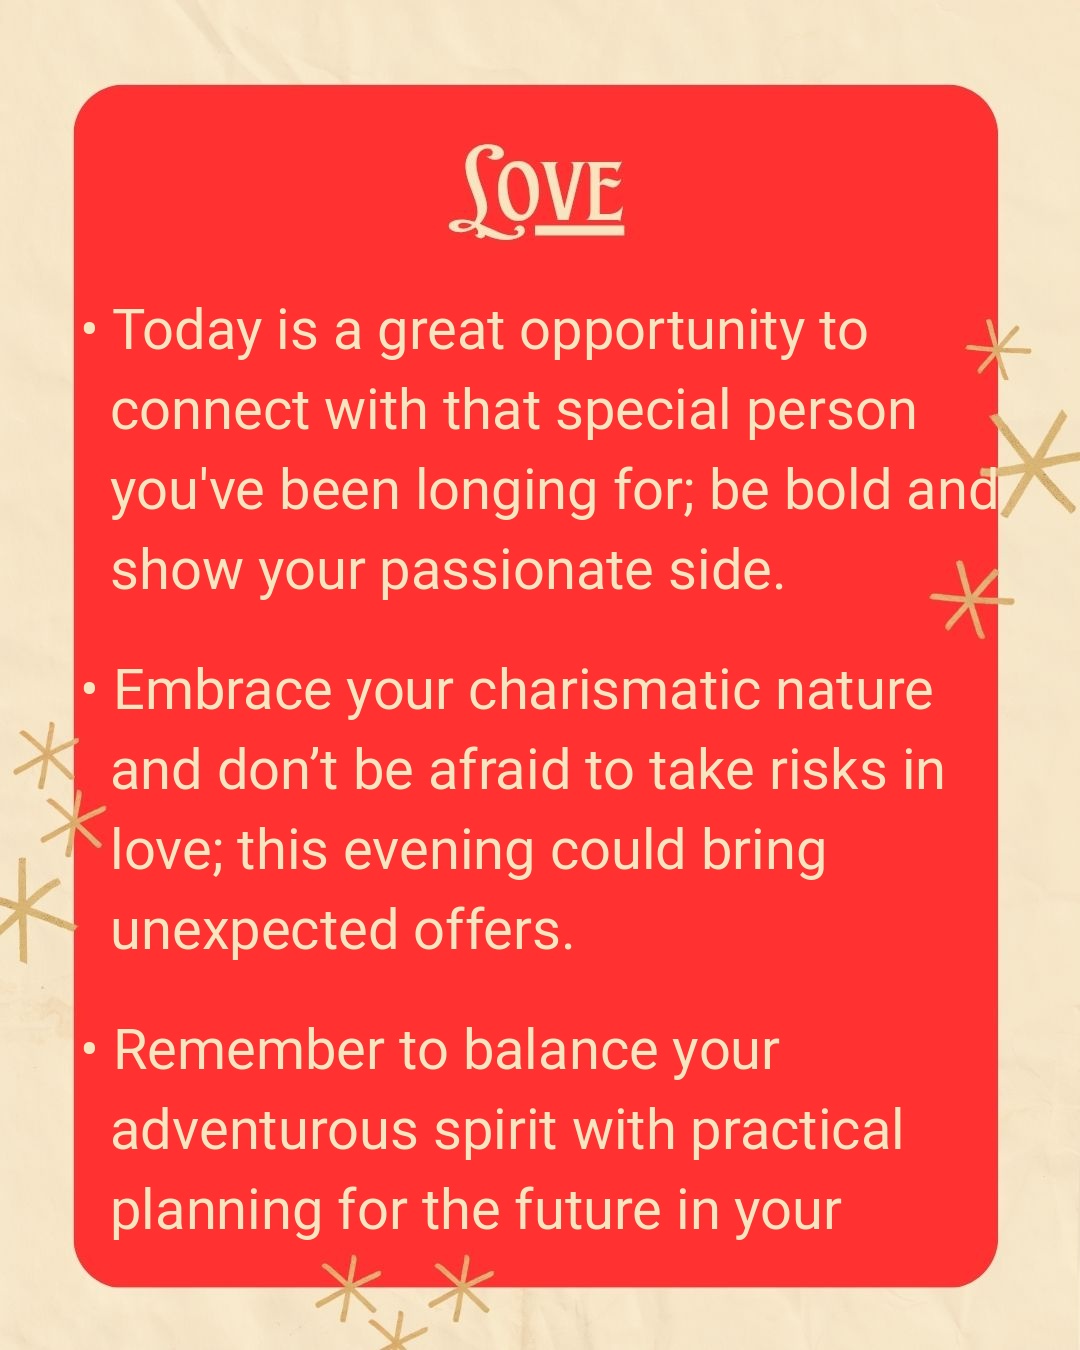 Love
• Today is a great opportunity to
connect with that special person
you've been longing for; be bold and
show your passionate side.
• Embrace your charismatic nature
and don’t be afraid to take risks in
love; this evening could bring
unexpected offers.
• Remember to balance your
adventurous spirit with practical
planning for the future in your